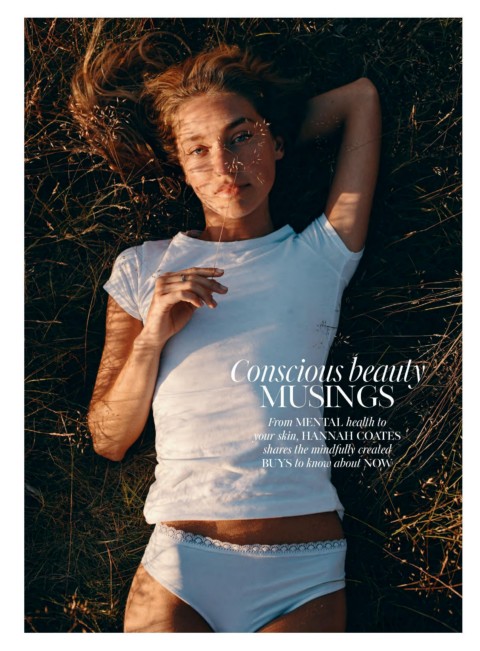 Conscious beauty
MUSINGS
From MENTAL health to
your skin, HANNAH COATES
shares the mindfully created
BUYS to know about NOW